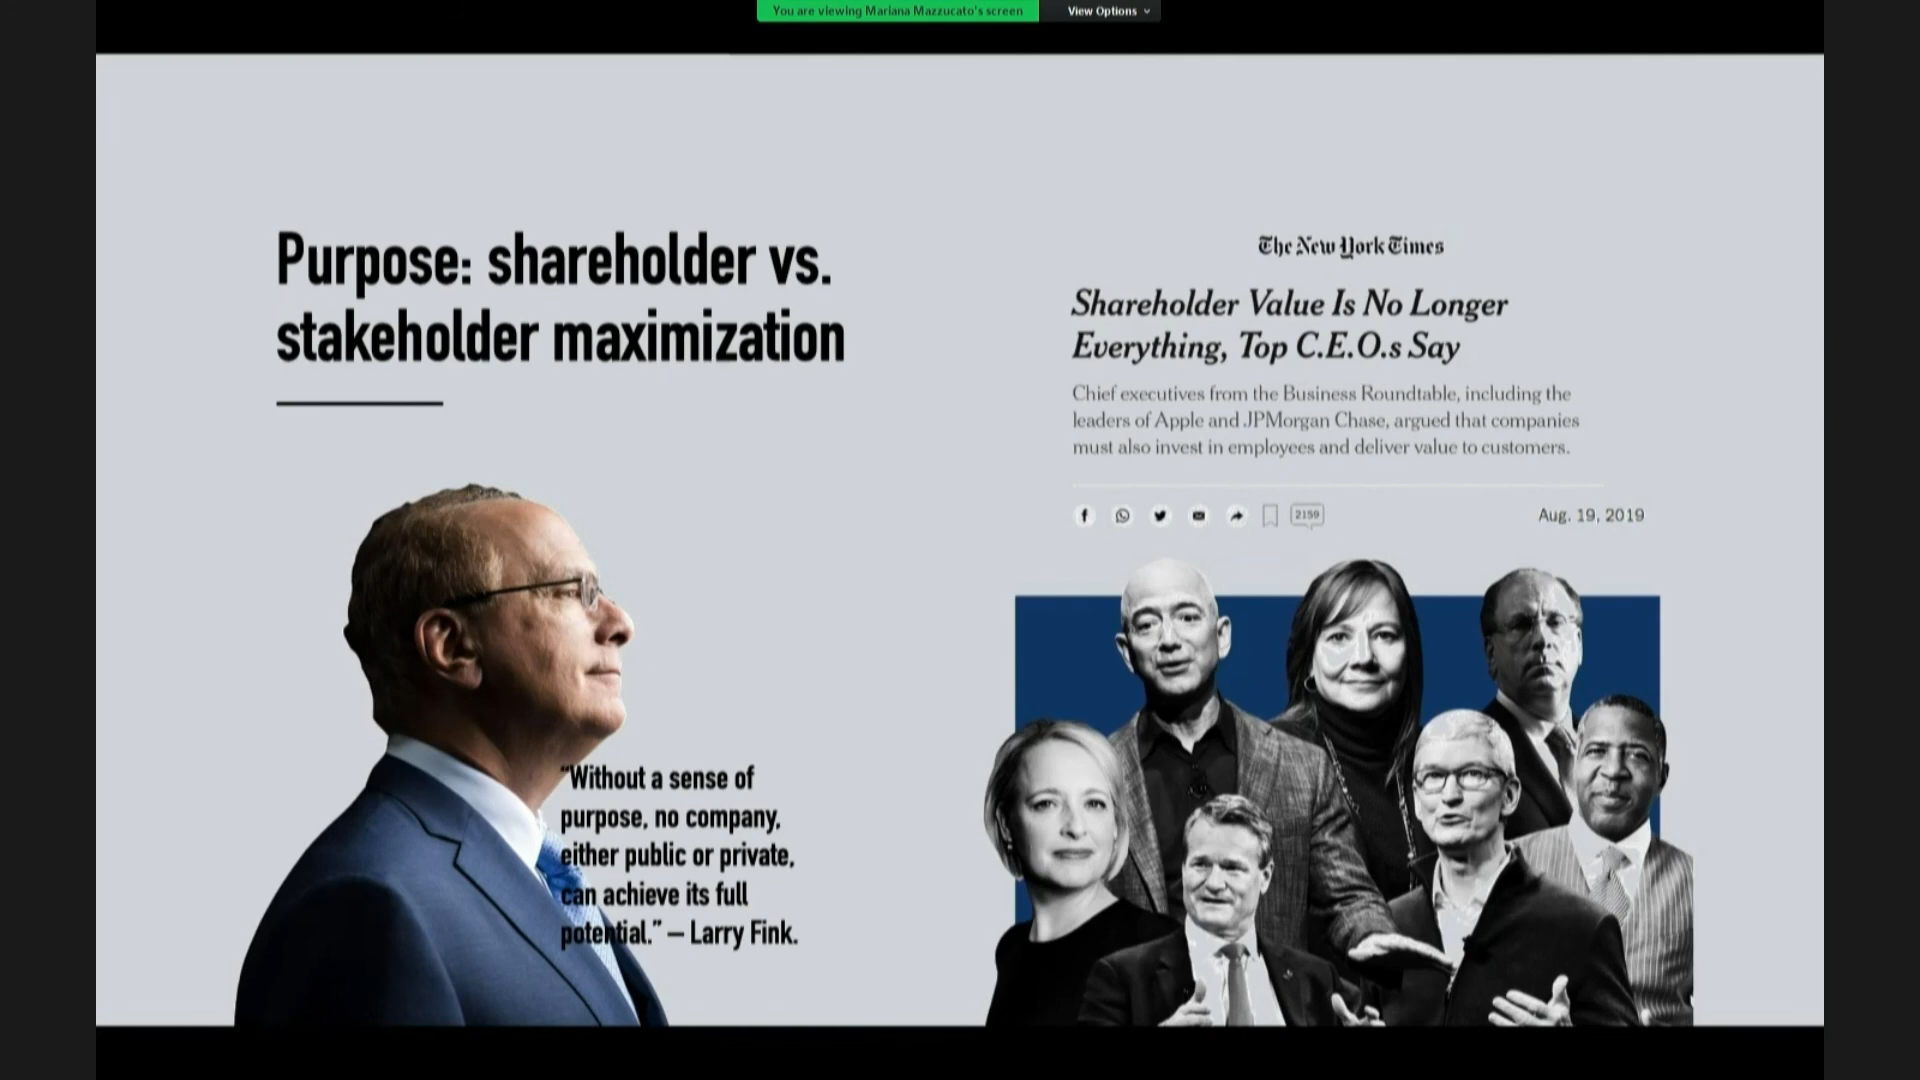 You are viewing Mariana Mazzucato's screen
View Options
Purpose: shareholder vs.
stakeholder maximization
"Without a sense of
purpose, no company,
either public or private,
can achieve its full
potential." – Larry Fink.
The New York Times
Shareholder Value Is No Longer
Everything, Top C.E.O.s Say
Chief executives from the Business Roundtable, including the
leaders of Apple and JPMorgan Chase, argued that companies
must also invest in employees and deliver value to customers.
2159
Aug. 19, 2019